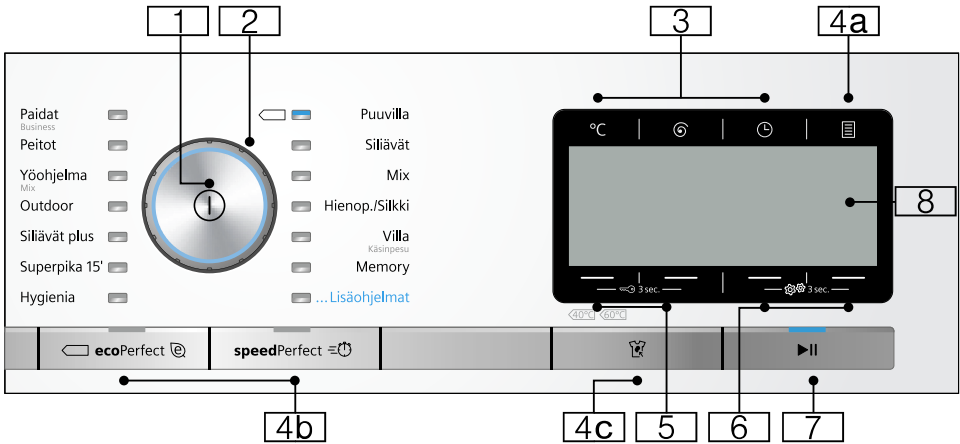 1
2
3
4a
Paidat
Business
Peitot
Yöohjelma
Mix
Outdoor
Siliävät plus
Superpika 15'
Hygienia
Puuvilla
Siliävät
Mix
Hienop./Silkki
Villa
Käsinpesu
Memory
...Lisäohjelmat
°C
8
3 sec.
3 sec.
40°C 60°C
ecoPerfect e
speedPerfect
4b
4c
5
6
7